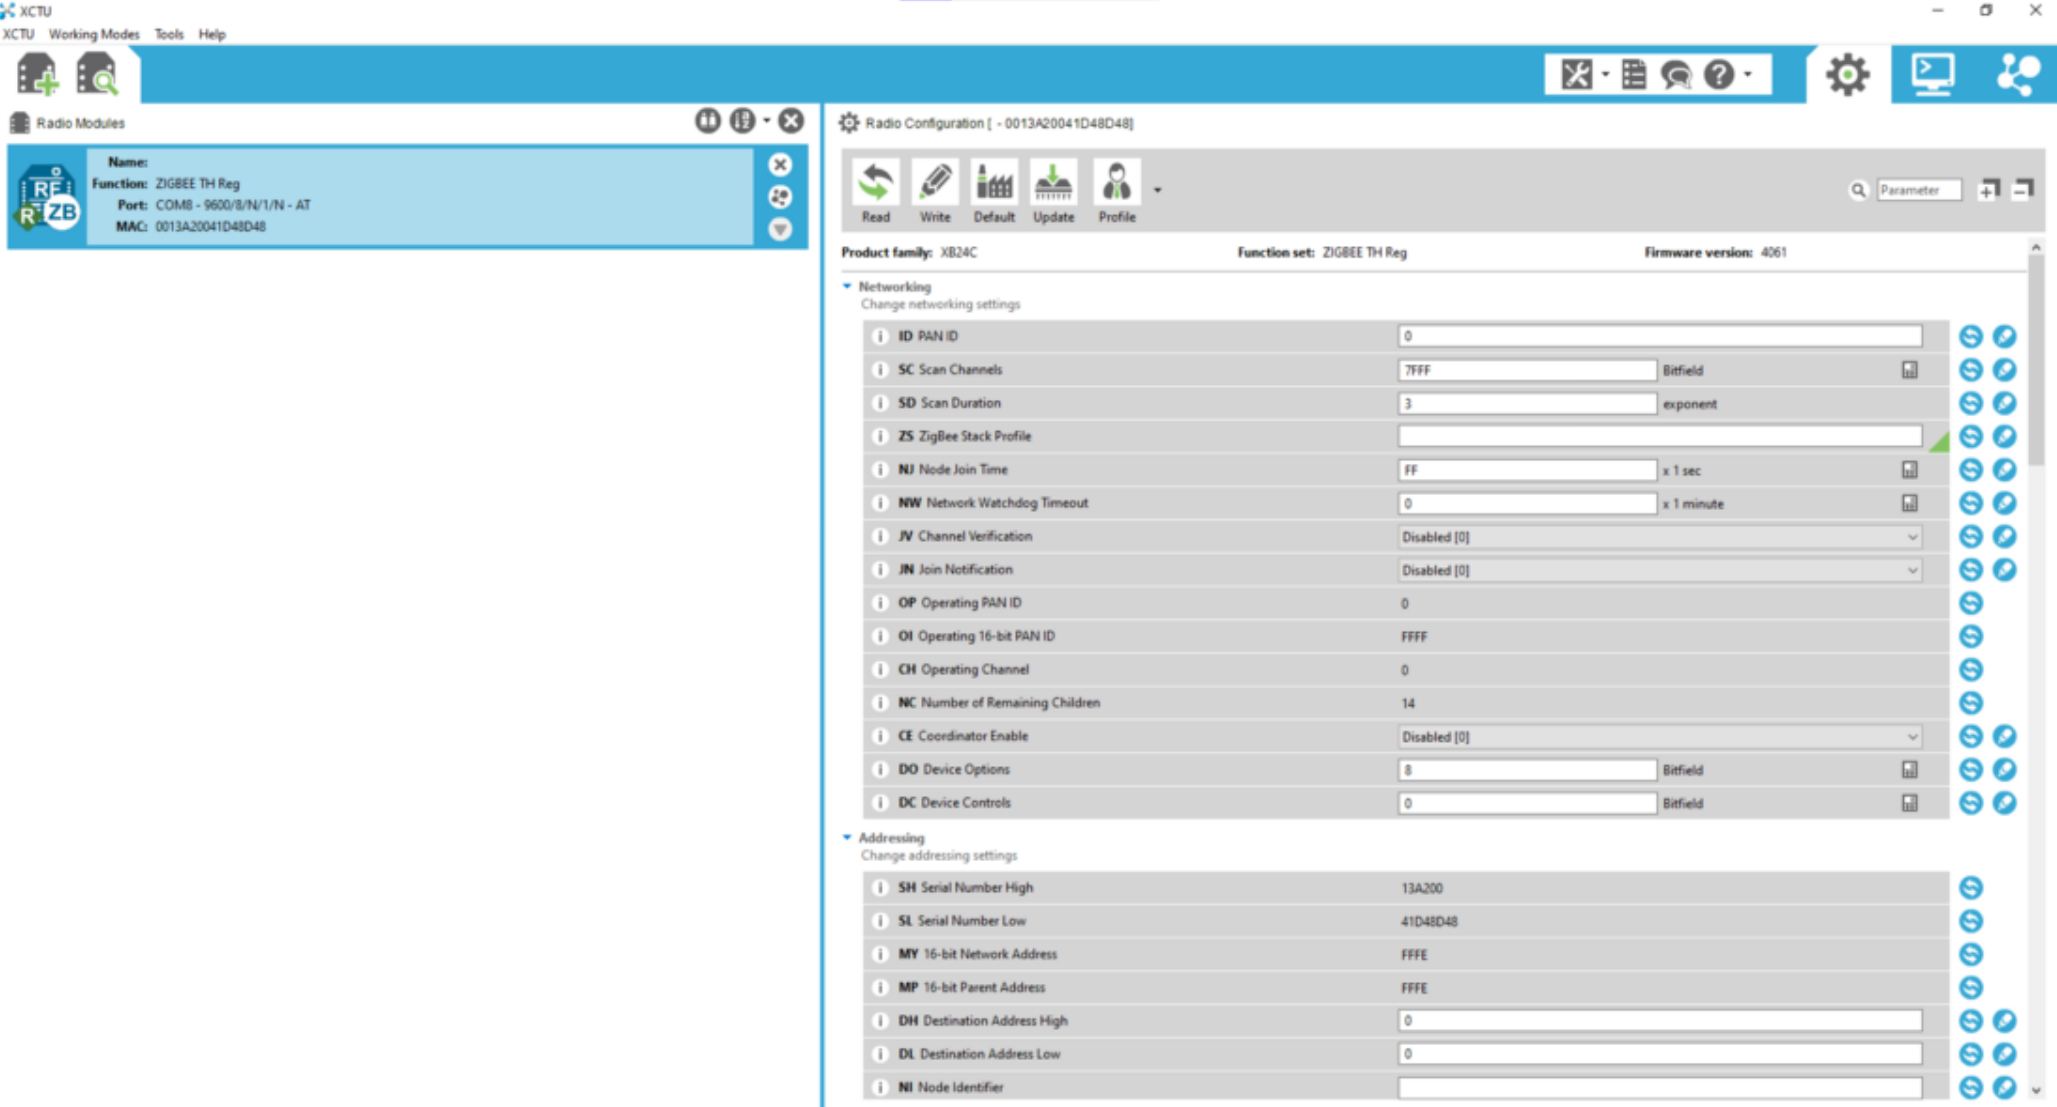 XCTU
XCTU Working Modes Tools Help
Radio Modules
Name:
Function: ZIGBEE TH Reg
Port: COM8 - 9600/8/N/1/N - AT
MAC: 0013A20041D48D48
RF
R ZB
Radio Configuration [ - 0013A20041D48D48]
Read Write Default Update Profile
Parameter
Product family: XB24C Function set: ZIGBEE TH Reg Firmware version: 4061
Networking
Change networking settings
i ID PAN ID 0
i SC Scan Channels 7FFF Bitfield
i SD Scan Duration 3 exponent
i ZS ZigBee Stack Profile
i NJ Node Join Time FF x 1 sec
i NW Network Watchdog Timeout 0 x 1 minute
i JV Channel Verification Disabled [0]
i JN Join Notification Disabled [0]
i OP Operating PAN ID 0
i OI Operating 16-bit PAN ID FFFF
i CH Operating Channel 0
i NC Number of Remaining Children 14
i CE Coordinator Enable Disabled [0]
i DO Device Options 8 Bitfield
i DC Device Controls 0 Bitfield
Addressing
Change addressing settings
i SH Serial Number High 13A200
i SL Serial Number Low 41D48D48
i MY 16-bit Network Address FFFE
i MP 16-bit Parent Address FFFE
i DH Destination Address High 0
i DL Destination Address Low 0
i NI Node Identifier